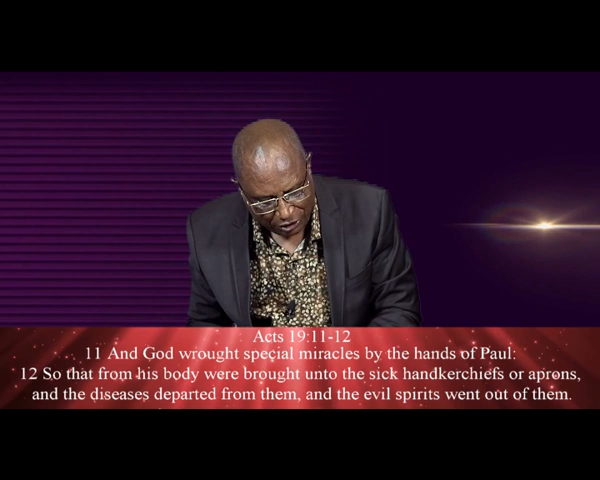 Acts 19:11-12
11 And God wrought special miracles by the hands of Paul:
12 So that from his body were brought unto the sick handkerchiefs or aprons,
and the diseases departed from them, and the evil spirits went out of them.